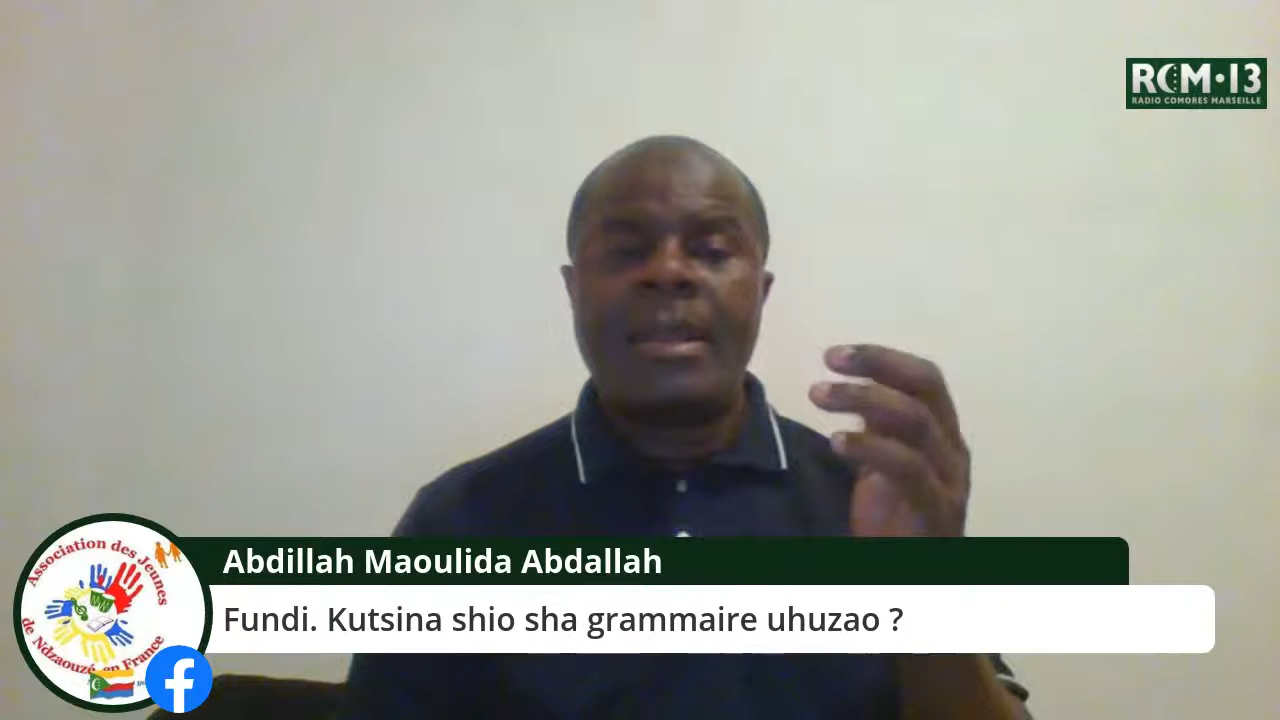 RCM·13
RADIO COMORES MARSEILLE
Abdillah Maoulida Abdallah
Fundi. Kutsina shio sha grammaire uhuzao ?
Association des Jeunes
de Ndzaouzé en France